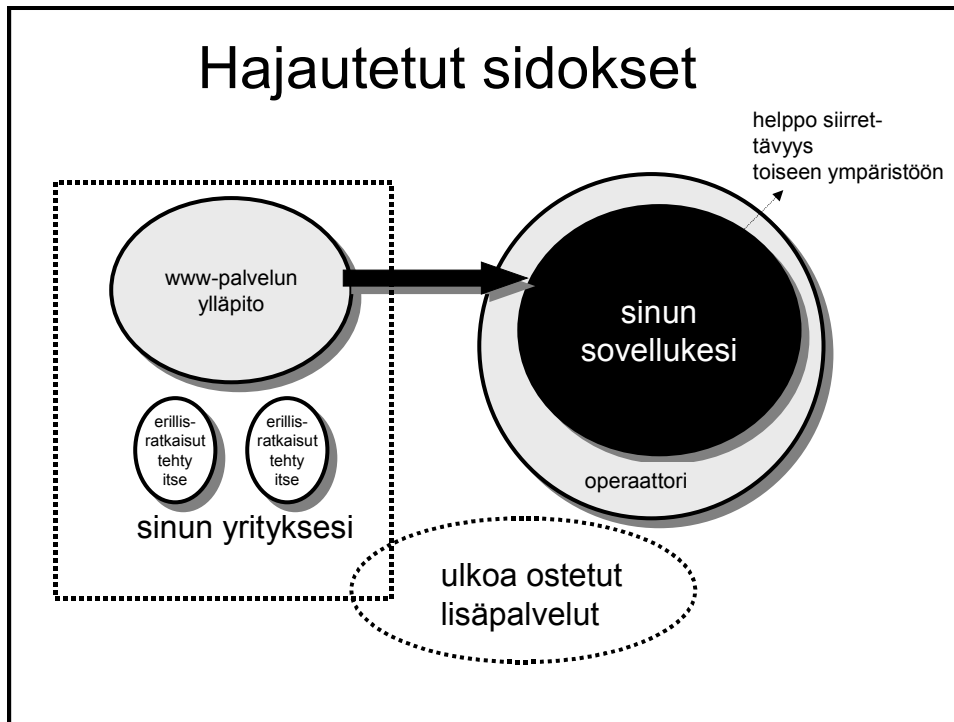 Hajautetut sidokset
helppo siirret-
tävyys
toiseen ympäristöön
www-palvelun
ylläpito
sinun
sovellukesi
erillis-
ratkaisut
tehty
itse
erillis-
ratkaisut
tehty
itse
operaattori
sinun yrityksesi
ulkoa ostetut
lisäpalvelut